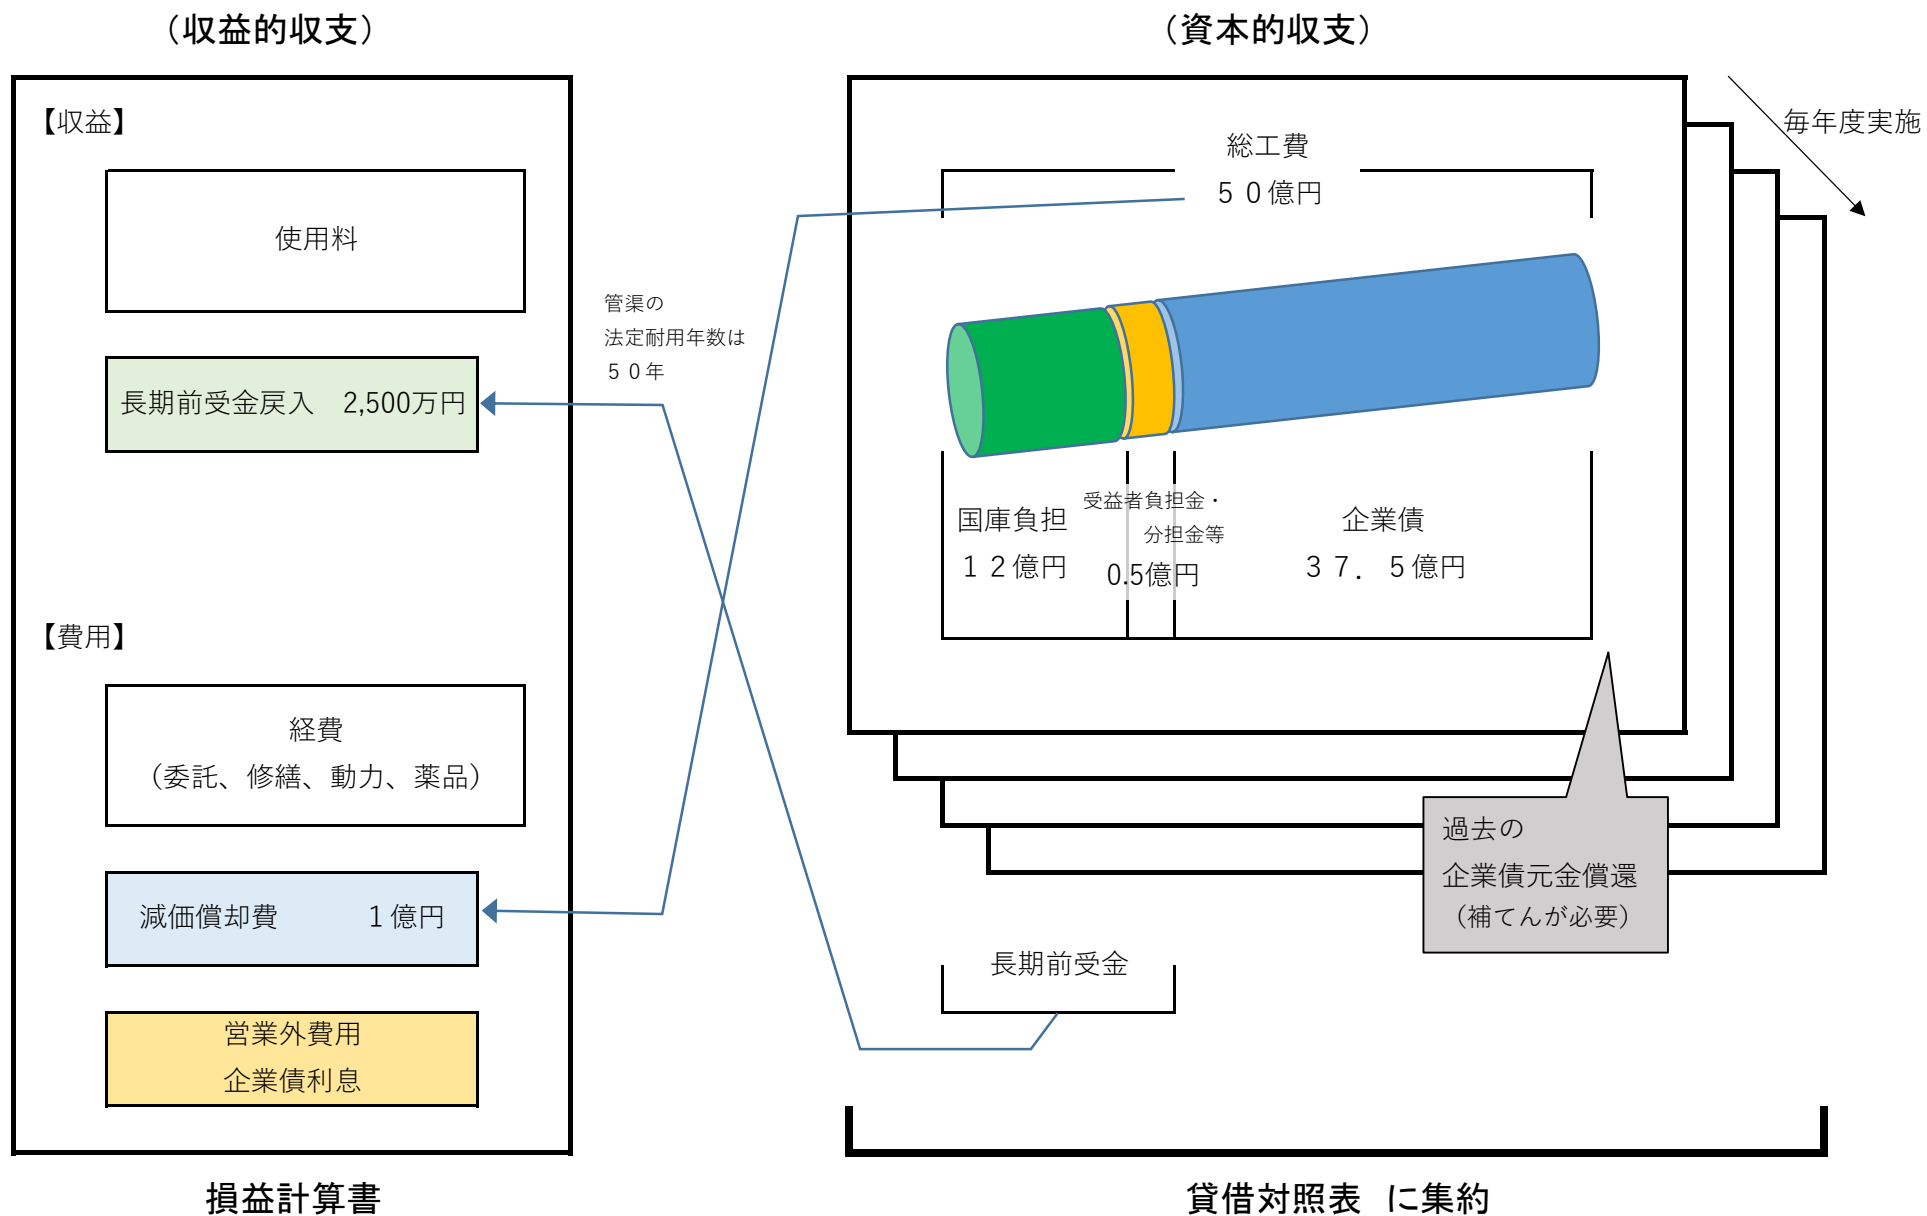 （収益的収支）
【収益】
使用料
長期前受金戻入　2,500万円
【費用】
経費
（委託、修繕、動力、薬品）
減価償却費　　　１億円
営業外費用
企業債利息
損益計算書
管渠の
法定耐用年数は
５０年
（資本的収支）
毎年度実施
総工費
５０億円
国庫負担
１２億円
受益者負担金・
分担金等
0.5億円
企業債
３７．５億円
過去の
企業債元金償還
（補てんが必要）
長期前受金
貸借対照表　に集約